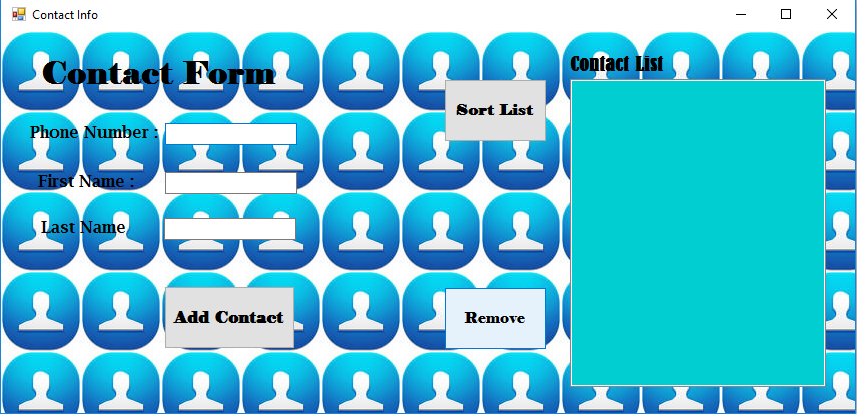 Contact Info
Contact Form
Contact List
Sort List
Phone Number :
First Name :
Last Name
Add Contact
Remove